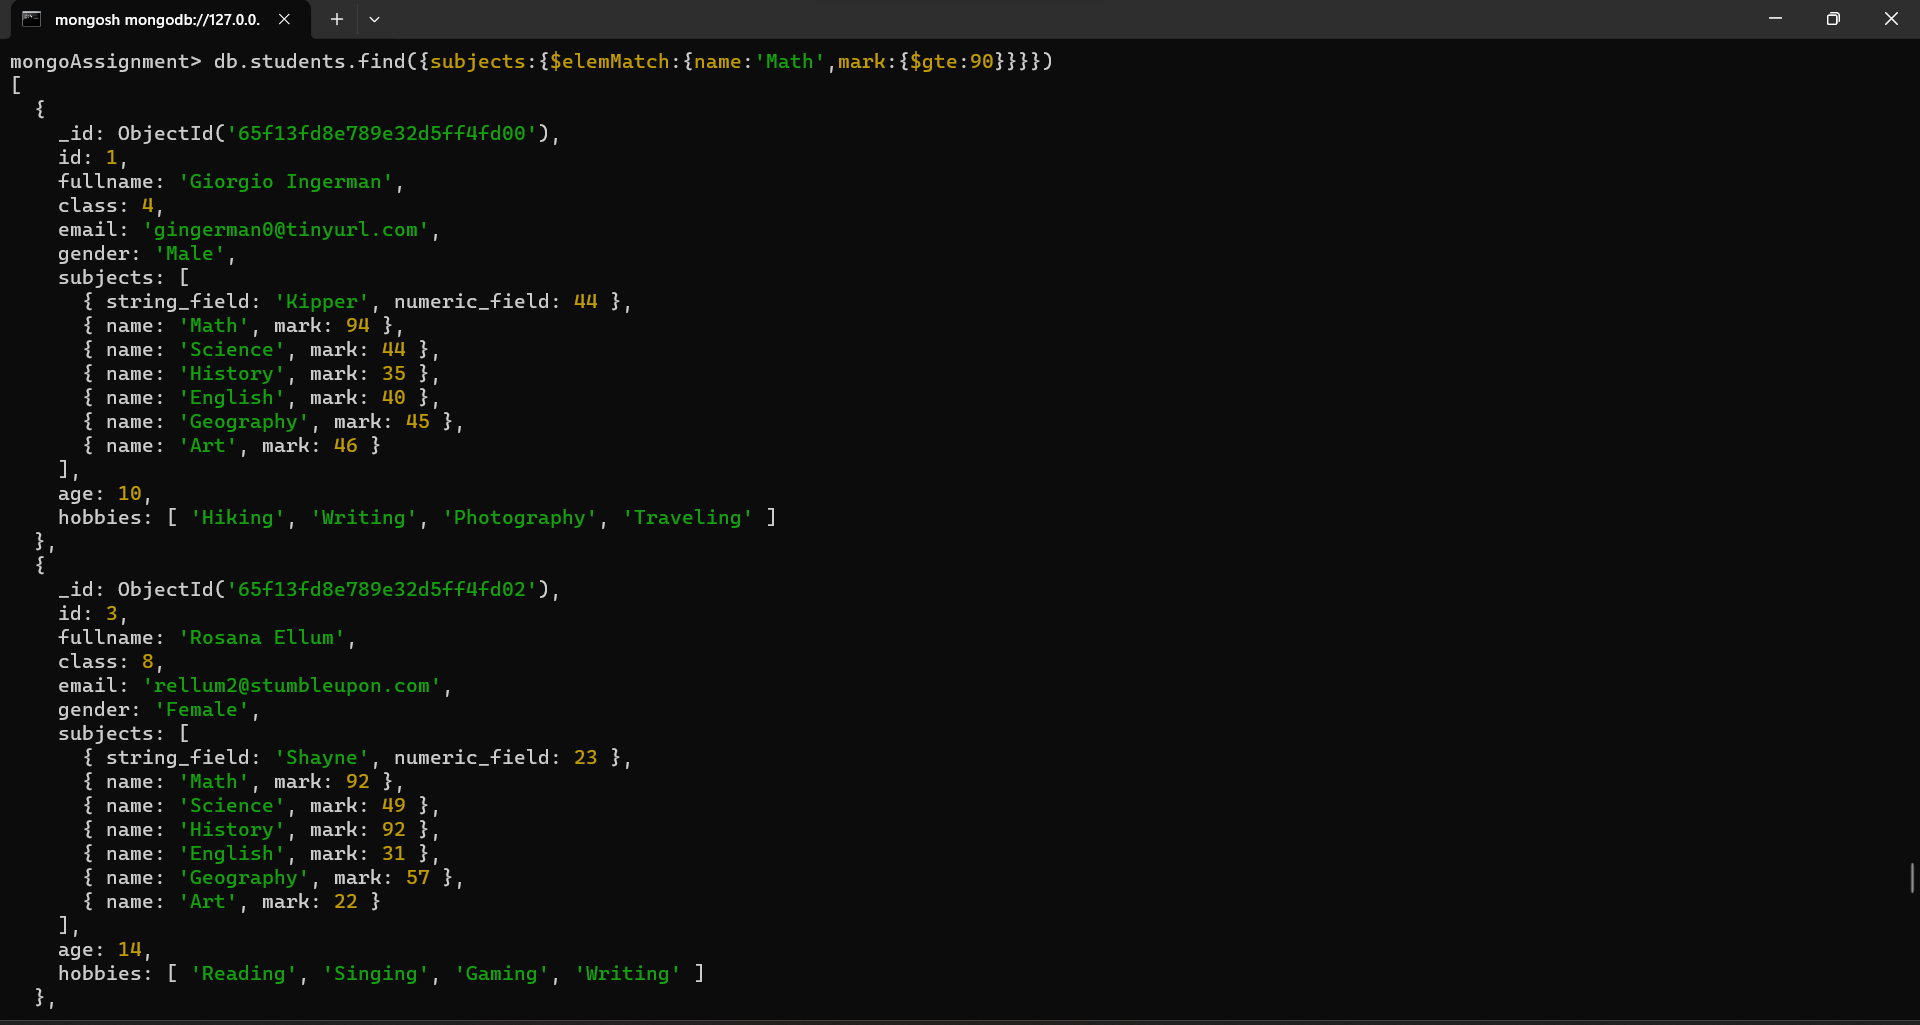 mongosh mongodb://127.0.0.
mongoAssignment> db.students.find({subjects:{$elemMatch:{name:'Math',mark:{$gte:90}}}})
[
  {
    _id: ObjectId('65f13fd8e789e32d5ff4fd00'),
    id: 1,
    fullname: 'Giorgio Ingerman',
    class: 4,
    email: 'gingerman0@tinyurl.com',
    gender: 'Male',
    subjects: [
      { string_field: 'Kipper', numeric_field: 44 },
      { name: 'Math', mark: 94 },
      { name: 'Science', mark: 44 },
      { name: 'History', mark: 35 },
      { name: 'English', mark: 40 },
      { name: 'Geography', mark: 45 },
      { name: 'Art', mark: 46 }
    ],
    age: 10,
    hobbies: [ 'Hiking', 'Writing', 'Photography', 'Traveling' ]
  },
  {
    _id: ObjectId('65f13fd8e789e32d5ff4fd02'),
    id: 3,
    fullname: 'Rosana Ellum',
    class: 8,
    email: 'rellum2@stumbleupon.com',
    gender: 'Female',
    subjects: [
      { string_field: 'Shayne', numeric_field: 23 },
      { name: 'Math', mark: 92 },
      { name: 'Science', mark: 49 },
      { name: 'History', mark: 92 },
      { name: 'English', mark: 31 },
      { name: 'Geography', mark: 57 },
      { name: 'Art', mark: 22 }
    ],
    age: 14,
    hobbies: [ 'Reading', 'Singing', 'Gaming', 'Writing' ]
  },